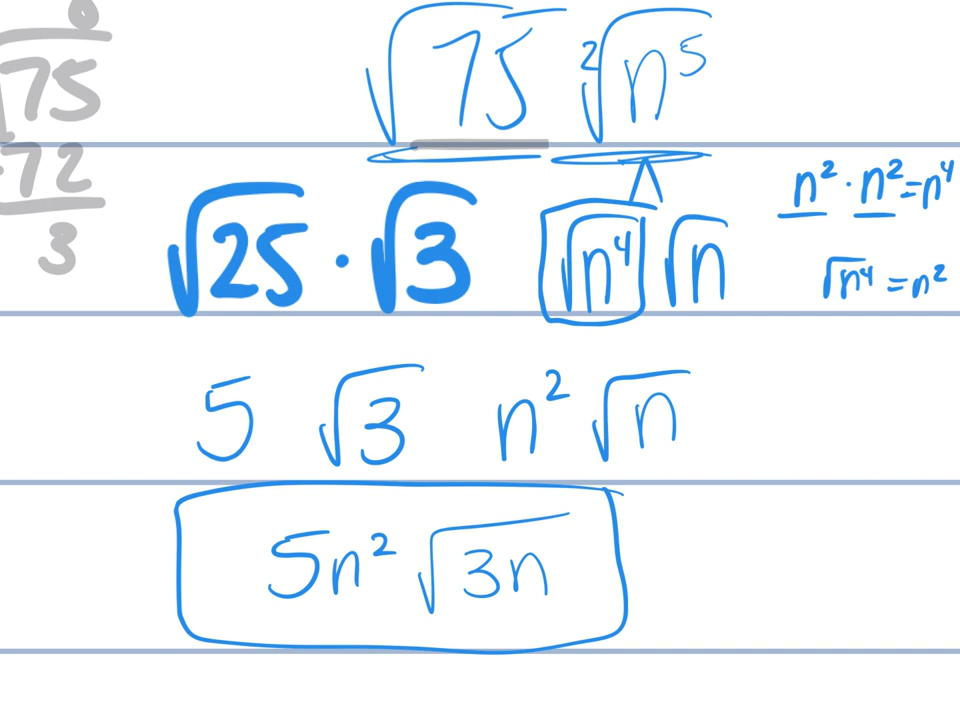 0
√75
-72
3
√75 ²√n⁵
√25 · √3 √n⁴ √n
n² · n² = n⁴
√n⁴ = n²
5 √3 n² √n
5n² √3n